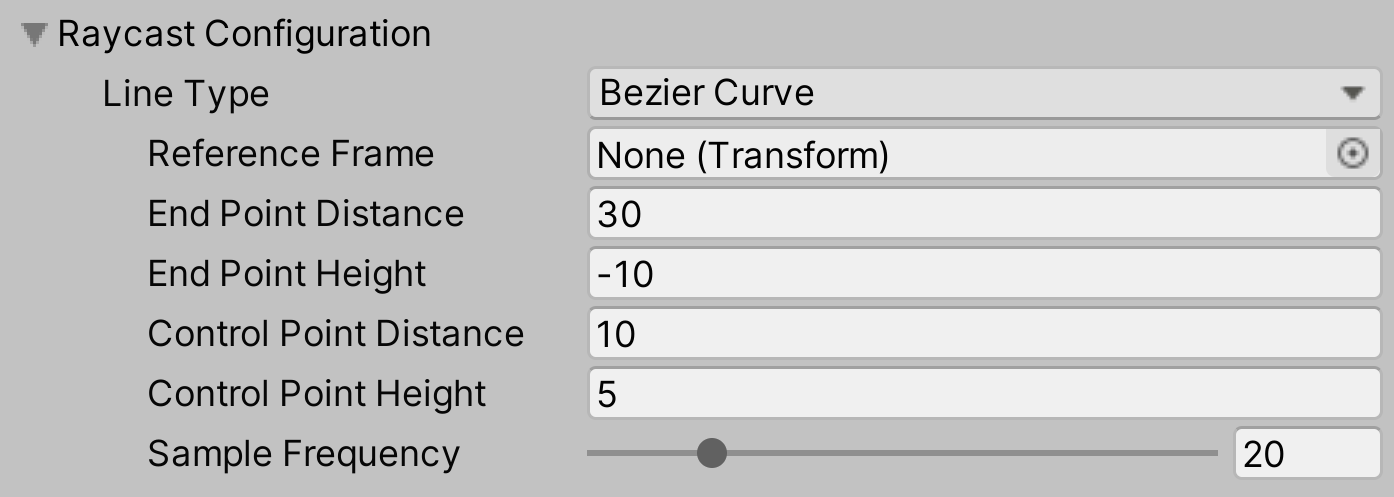 Raycast Configuration
Line Type Bezier Curve
Reference Frame None (Transform)
End Point Distance 30
End Point Height -10
Control Point Distance 10
Control Point Height 5
Sample Frequency 20